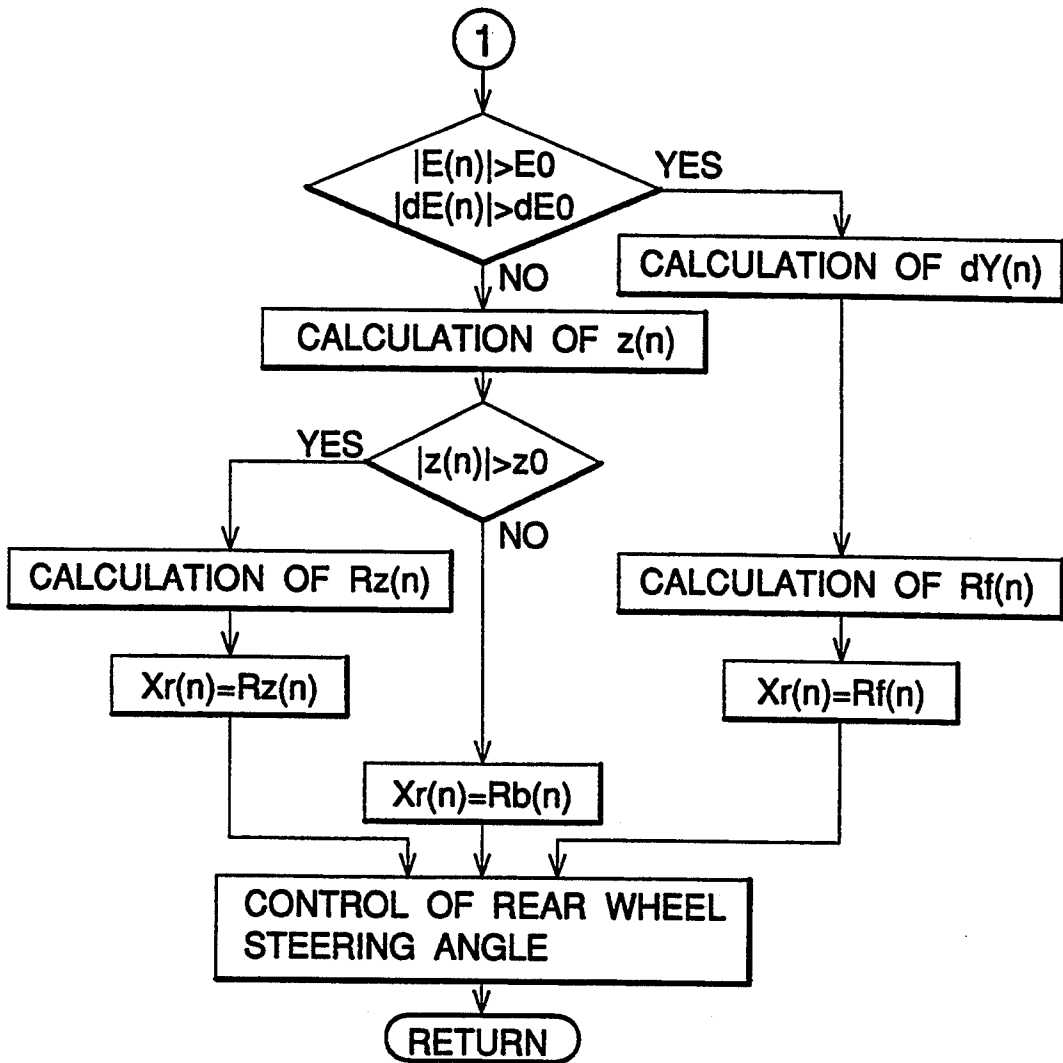 1
|E(n)|>E0
|dE(n)|>dE0
YES
CALCULATION OF dY(n)
NO
CALCULATION OF z(n)
YES
|z(n)|>z0
NO
CALCULATION OF Rz(n)
CALCULATION OF Rf(n)
Xr(n)=Rz(n)
Xr(n)=Rf(n)
Xr(n)=Rb(n)
CONTROL OF REAR WHEEL
STEERING ANGLE
RETURN